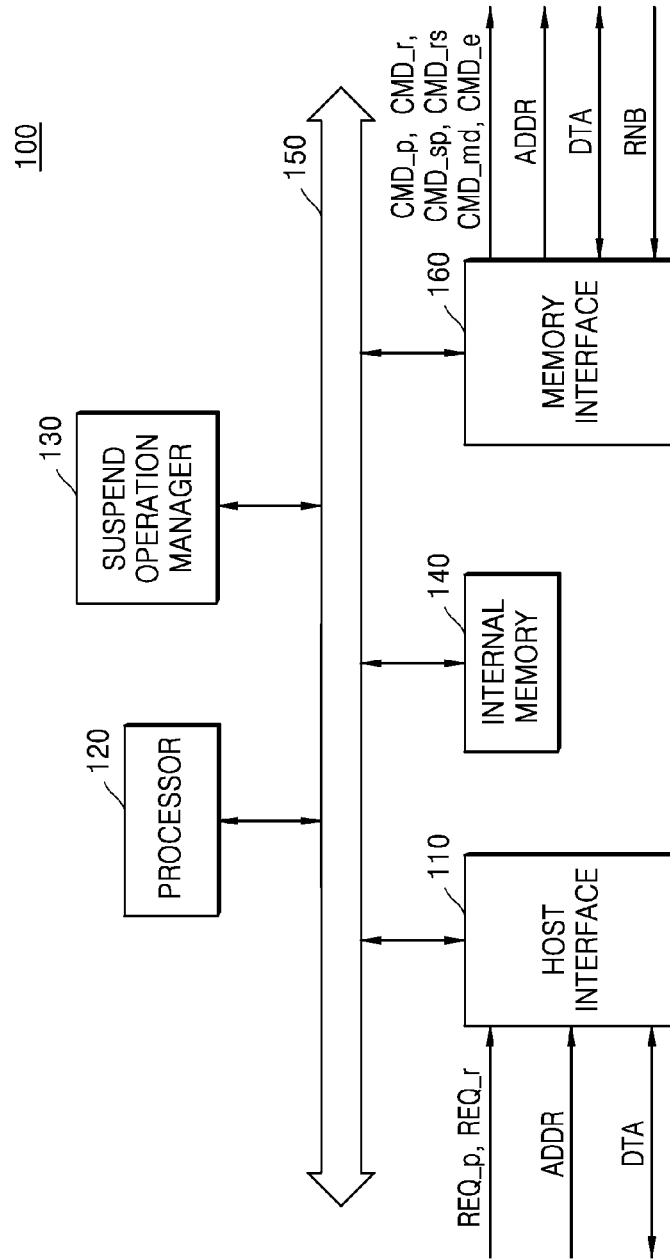 100
120
PROCESSOR
130
SUSPEND
OPERATION
MANAGER
150
REQ_p, REQ_r
ADDR
DTA
110
HOST
INTERFACE
140
INTERNAL
MEMORY
160
MEMORY
INTERFACE
CMD_p, CMD_r,
CMD_sp, CMD_rs
CMD_md, CMD_e
ADDR
DTA
RNB